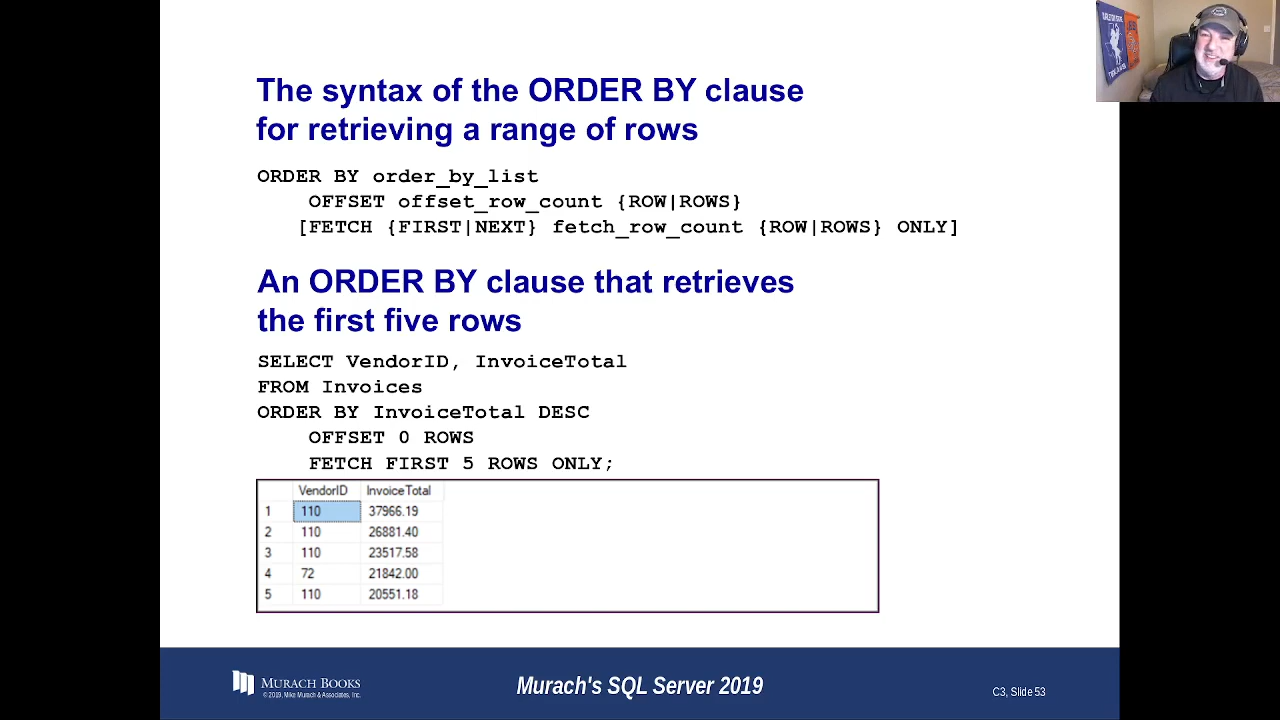 The syntax of the ORDER BY clause
for retrieving a range of rows
ORDER BY order_by_list
OFFSET offset_row_count {ROW|ROWS}
[FETCH {FIRST|NEXT} fetch_row_count {ROW|ROWS} ONLY]
An ORDER BY clause that retrieves
the first five rows
SELECT VendorID, InvoiceTotal
FROM Invoices
ORDER BY InvoiceTotal DESC
OFFSET 0 ROWS
FETCH FIRST 5 ROWS ONLY;
VendorID InvoiceTotal
1 110 37966.19
2 110 26881.40
3 110 23517.58
4 72 21842.00
5 110 20551.18
MURACH BOOKS
© 2019, Mike Murach & Associates, Inc.
Murach's SQL Server 2019
C3, Slide 53